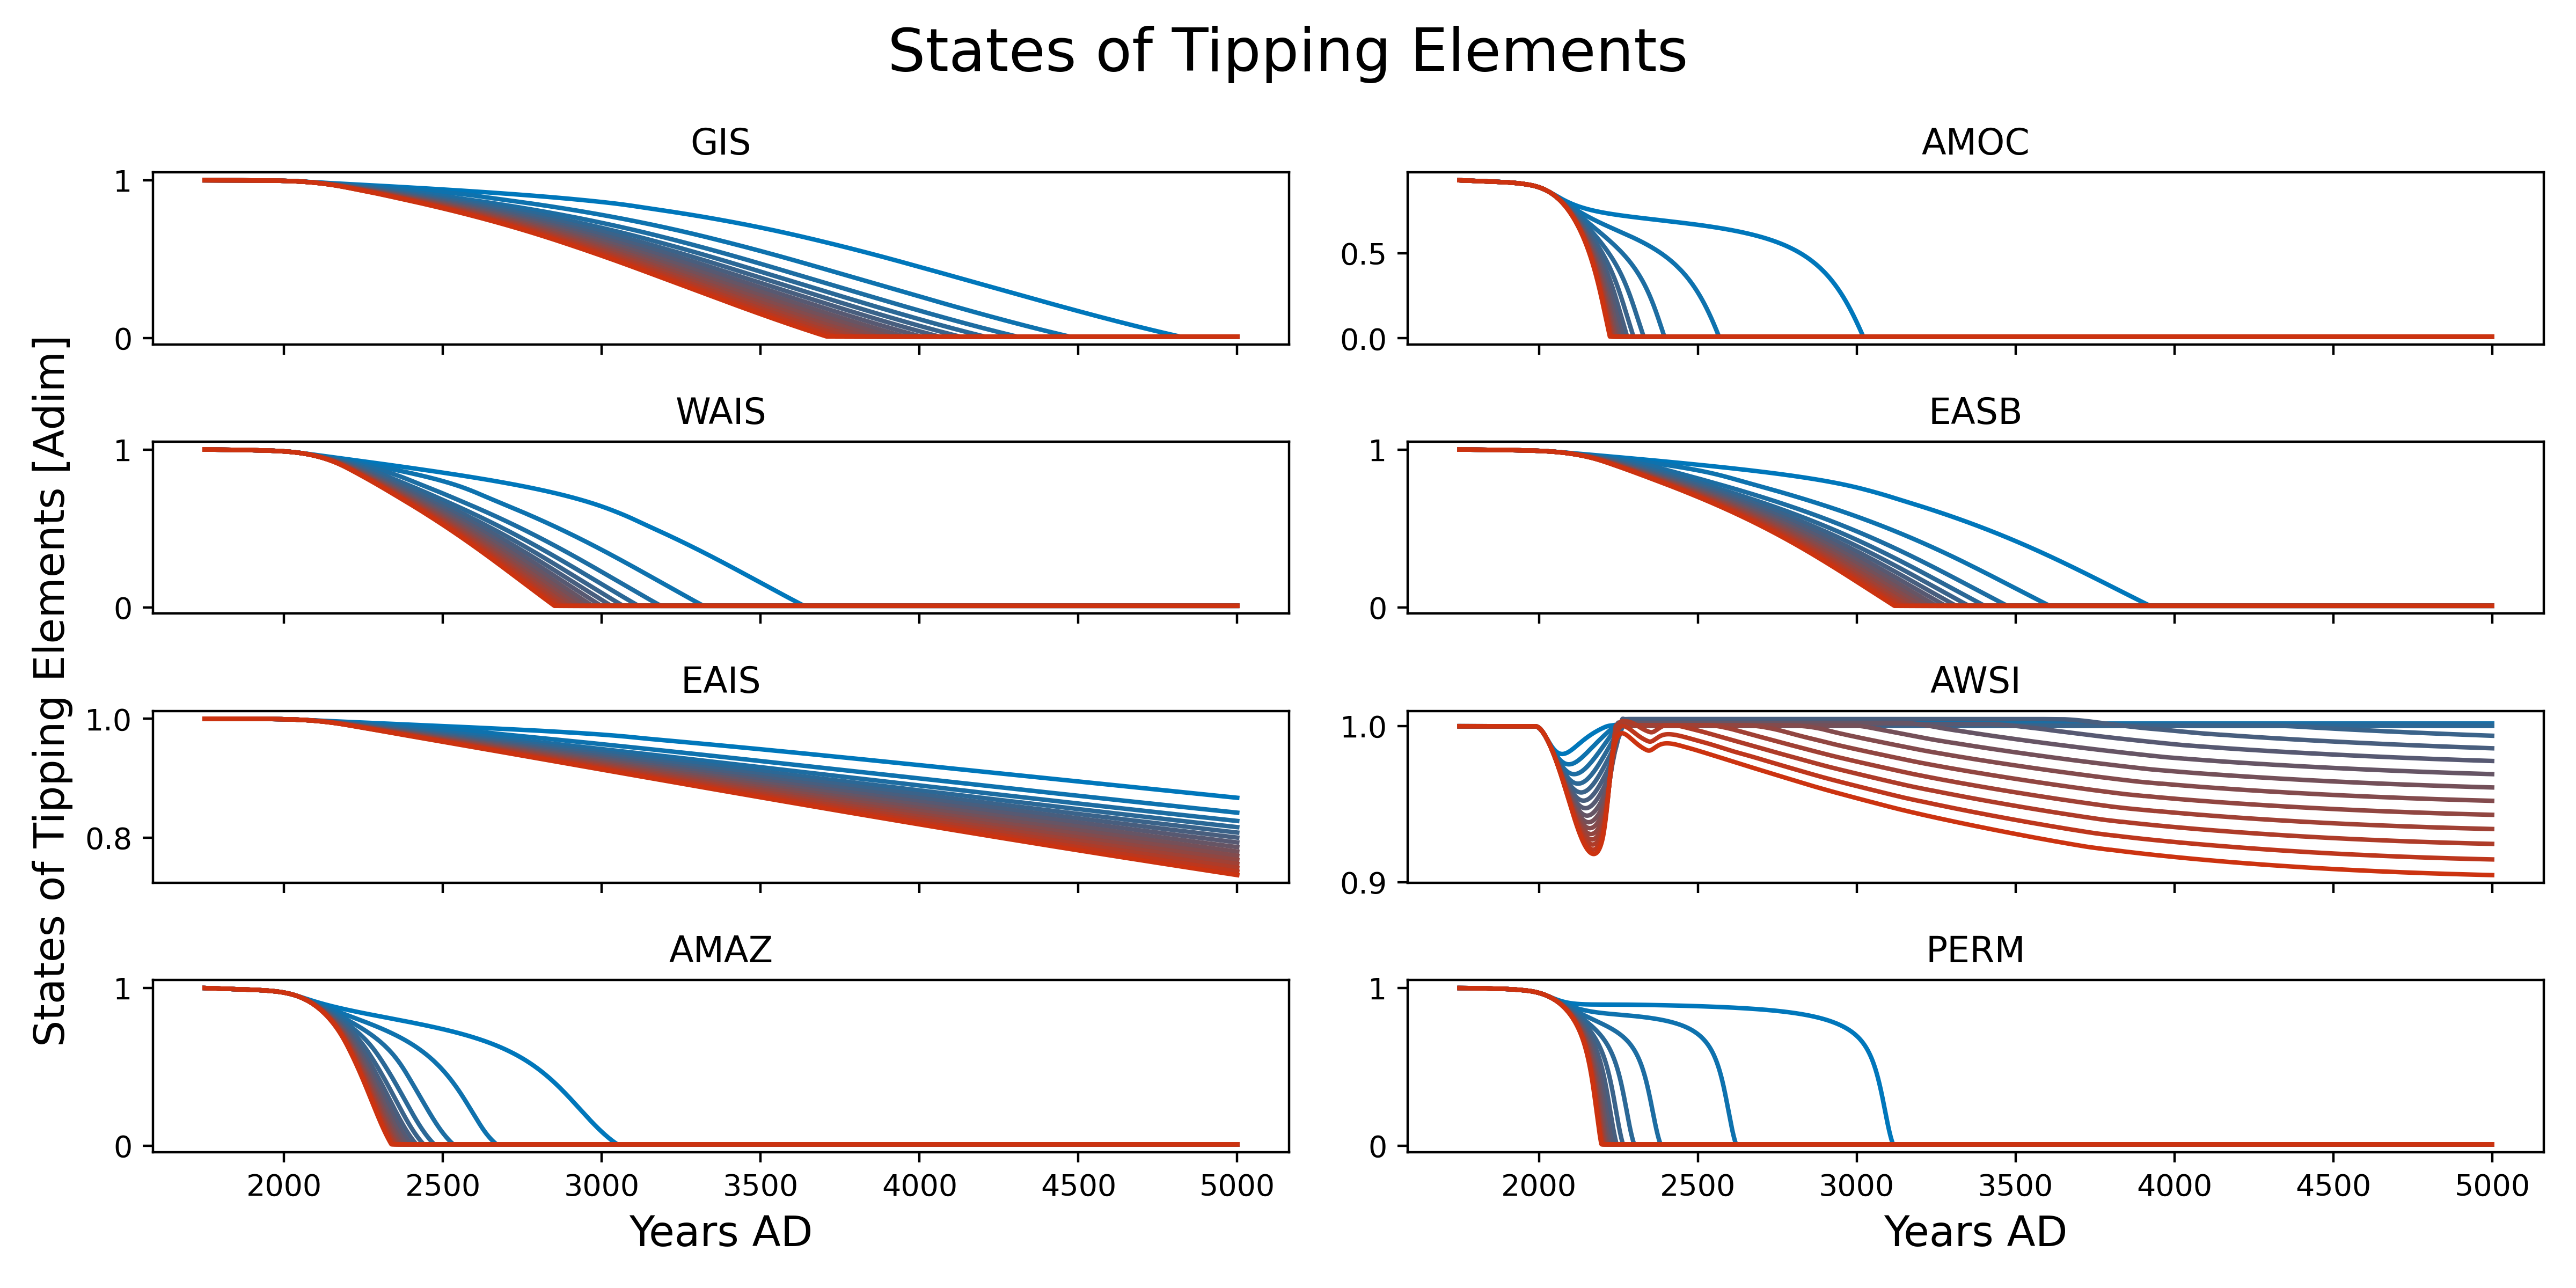 States of Tipping Elements
States of Tipping Elements [Adim]
GIS
1
0
AMOC
0.5
0.0
WAIS
1
0
EASB
1
0
EAIS
1.0
0.8
AWSI
1.0
0.9
AMAZ
1
0
2000 2500 3000 3500 4000 4500 5000
Years AD
PERM
1
0
2000 2500 3000 3500 4000 4500 5000
Years AD